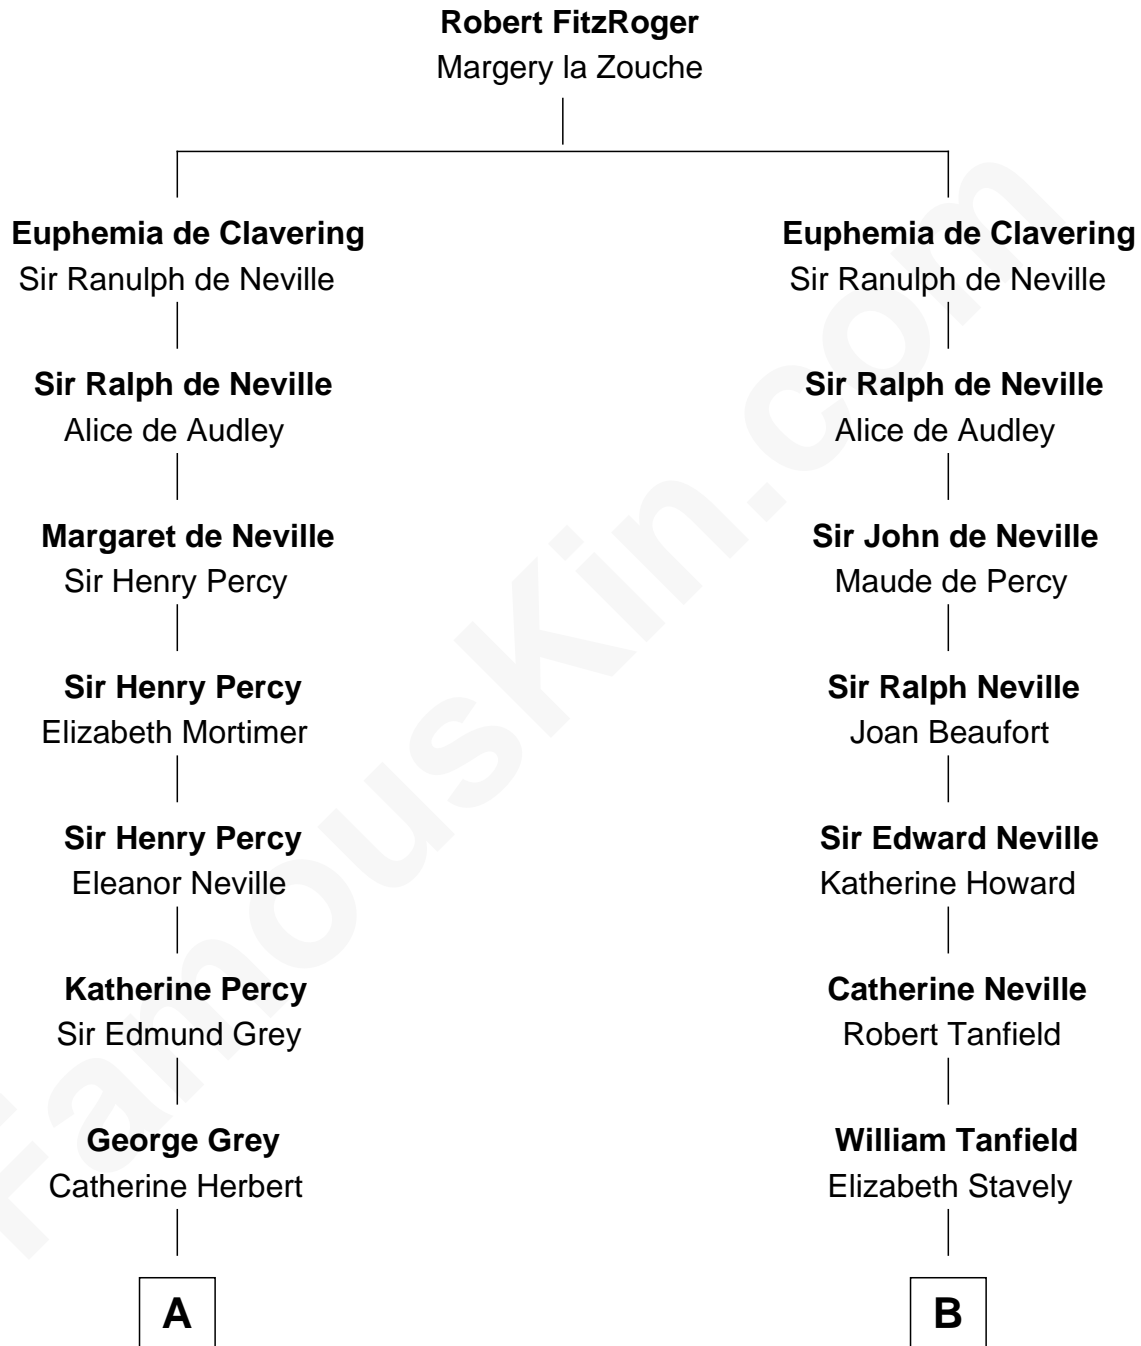 Robert FitzRoger
Margery la Zouche
Euphemia de Clavering
Sir Ranulph de Neville
Euphemia de Clavering
Sir Ranulph de Neville
Sir Ralph de Neville
Alice de Audley
Sir Ralph de Neville
Alice de Audley
Margaret de Neville
Sir Henry Percy
Sir John de Neville
Maude de Percy
Sir Henry Percy
Elizabeth Mortimer
Sir Ralph Neville
Joan Beaufort
Sir Henry Percy
Eleanor Neville
Sir Edward Neville
Katherine Howard
Katherine Percy
Sir Edmund Grey
Catherine Neville
Robert Tanfield
George Grey
Catherine Herbert
William Tanfield
Elizabeth Stavely
A
B
FamousKin.com